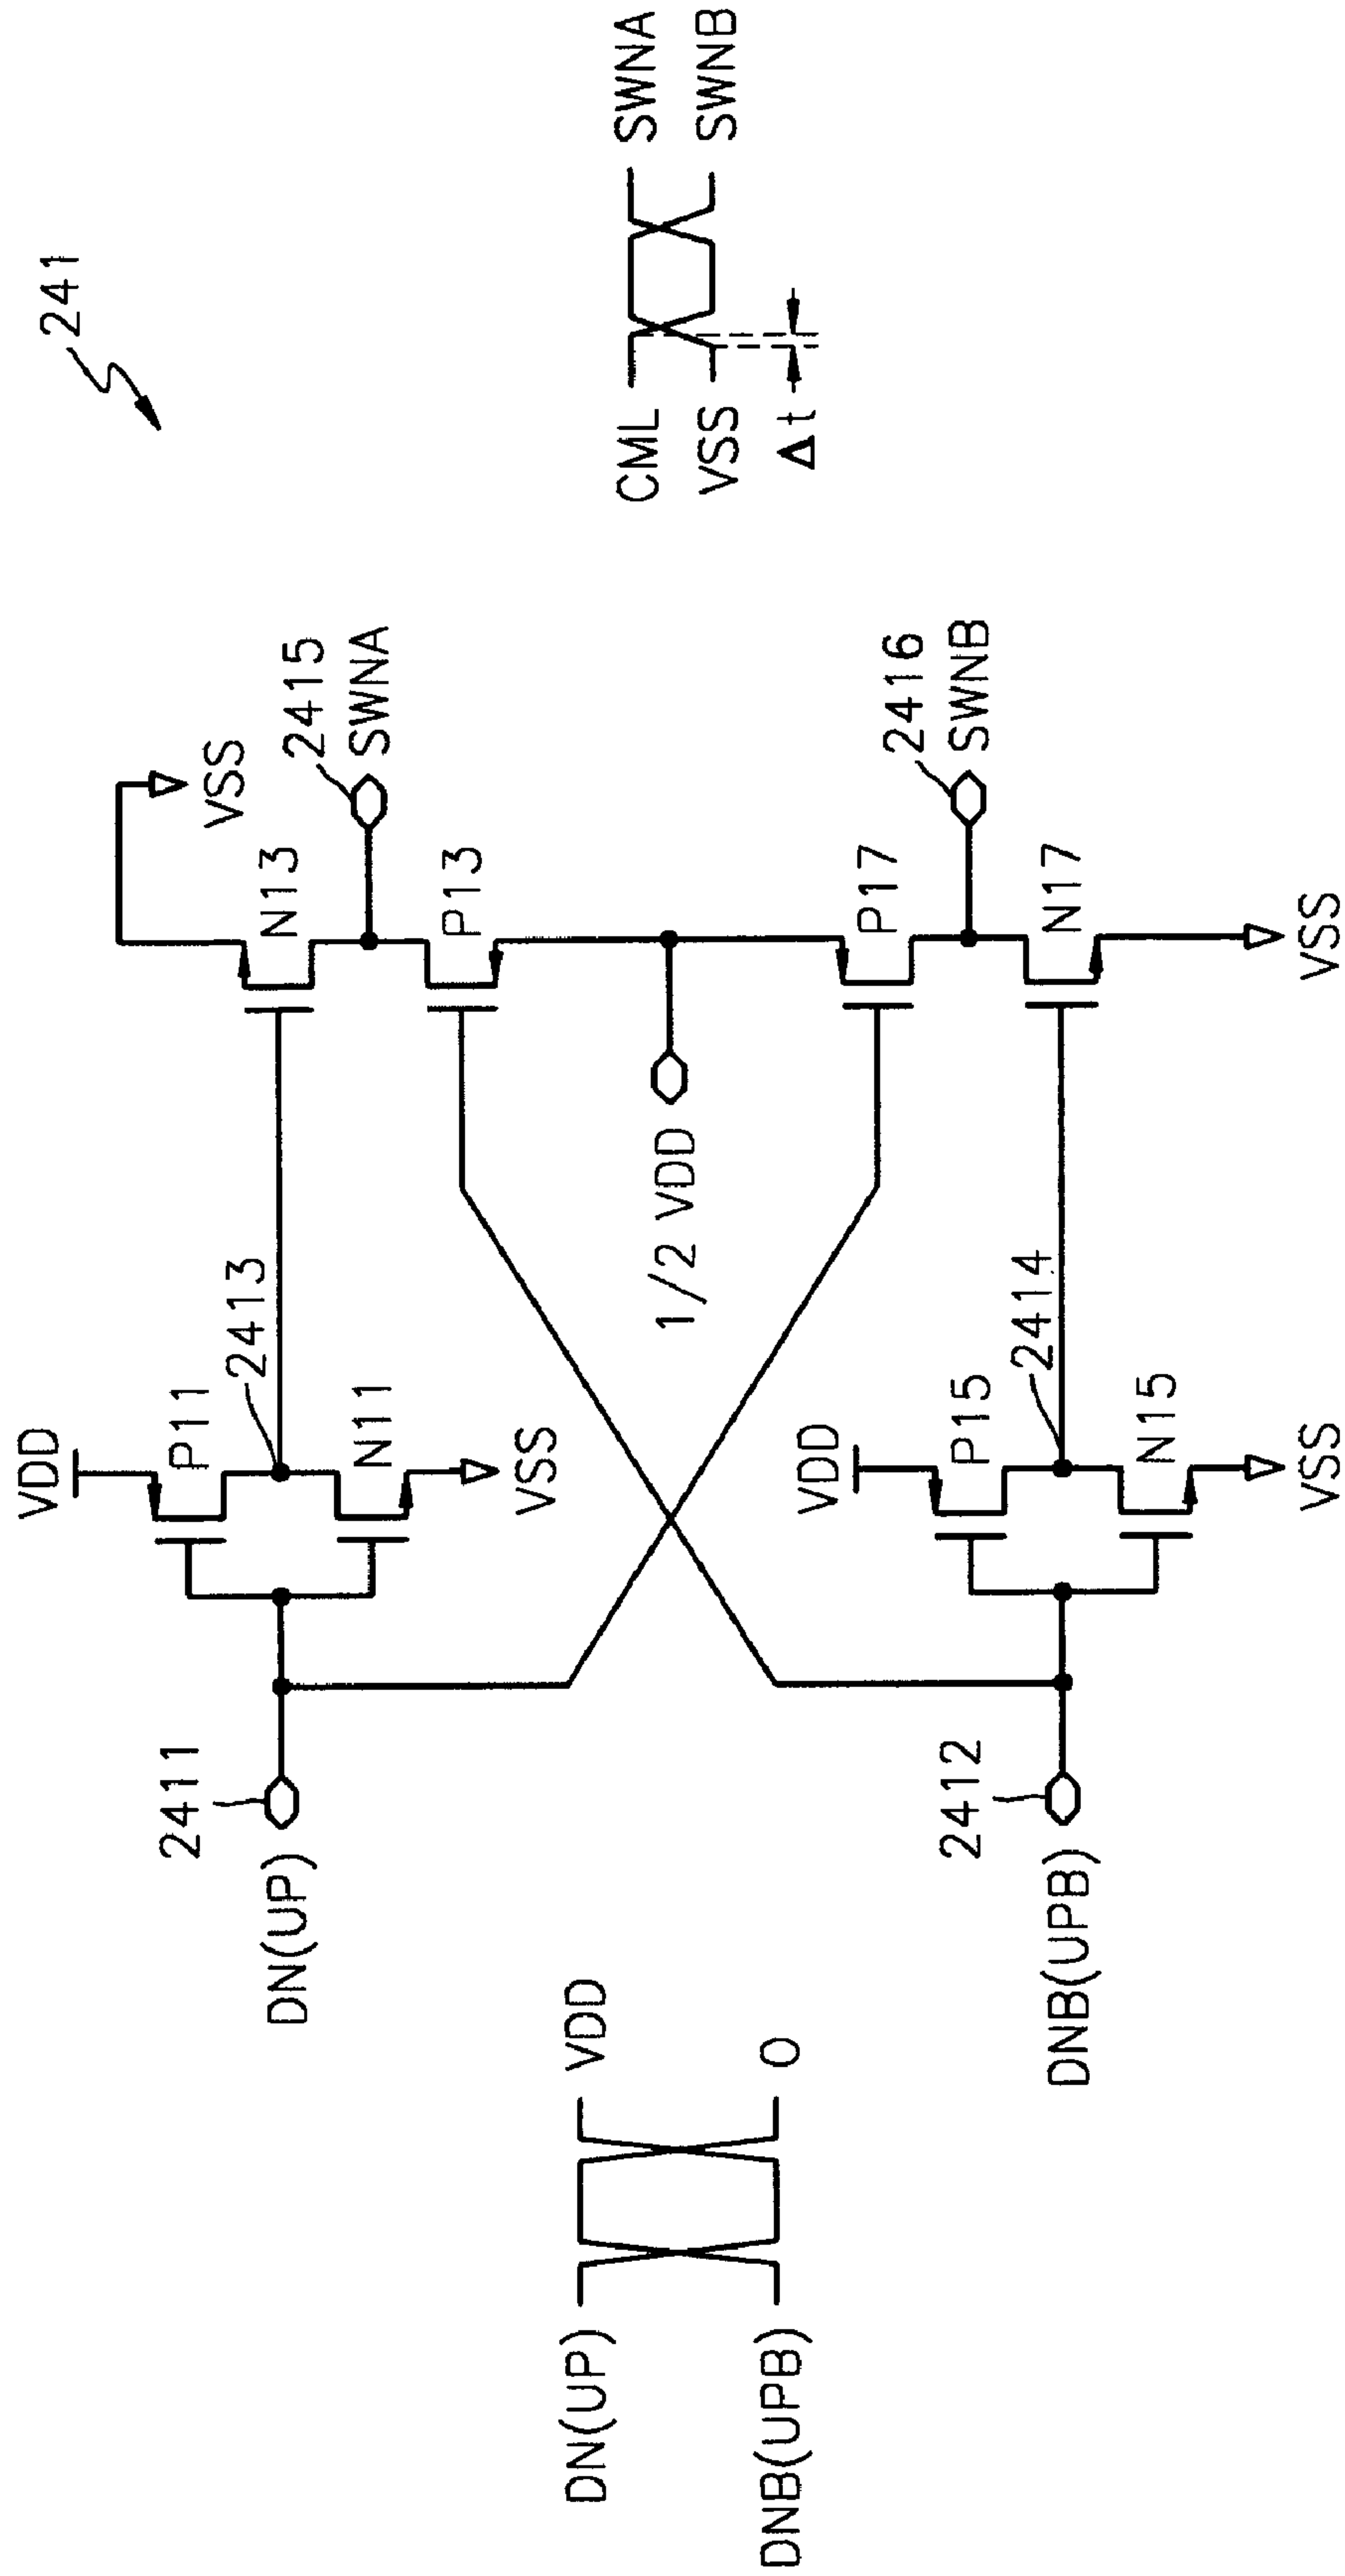 241
VDD
P11
2413
N11
VSS
DN(UP)
2411
VSS
N13
2415
SWNA
P13
1/2 VDD
P17
2416
SWNB
N17
VSS
VDD
P15
2414
N15
VSS
DNB(UPB)
2412
DN(UP)
VDD
DNB(UPB)
0
CML
SWNA
VSS
SWNB
Δt